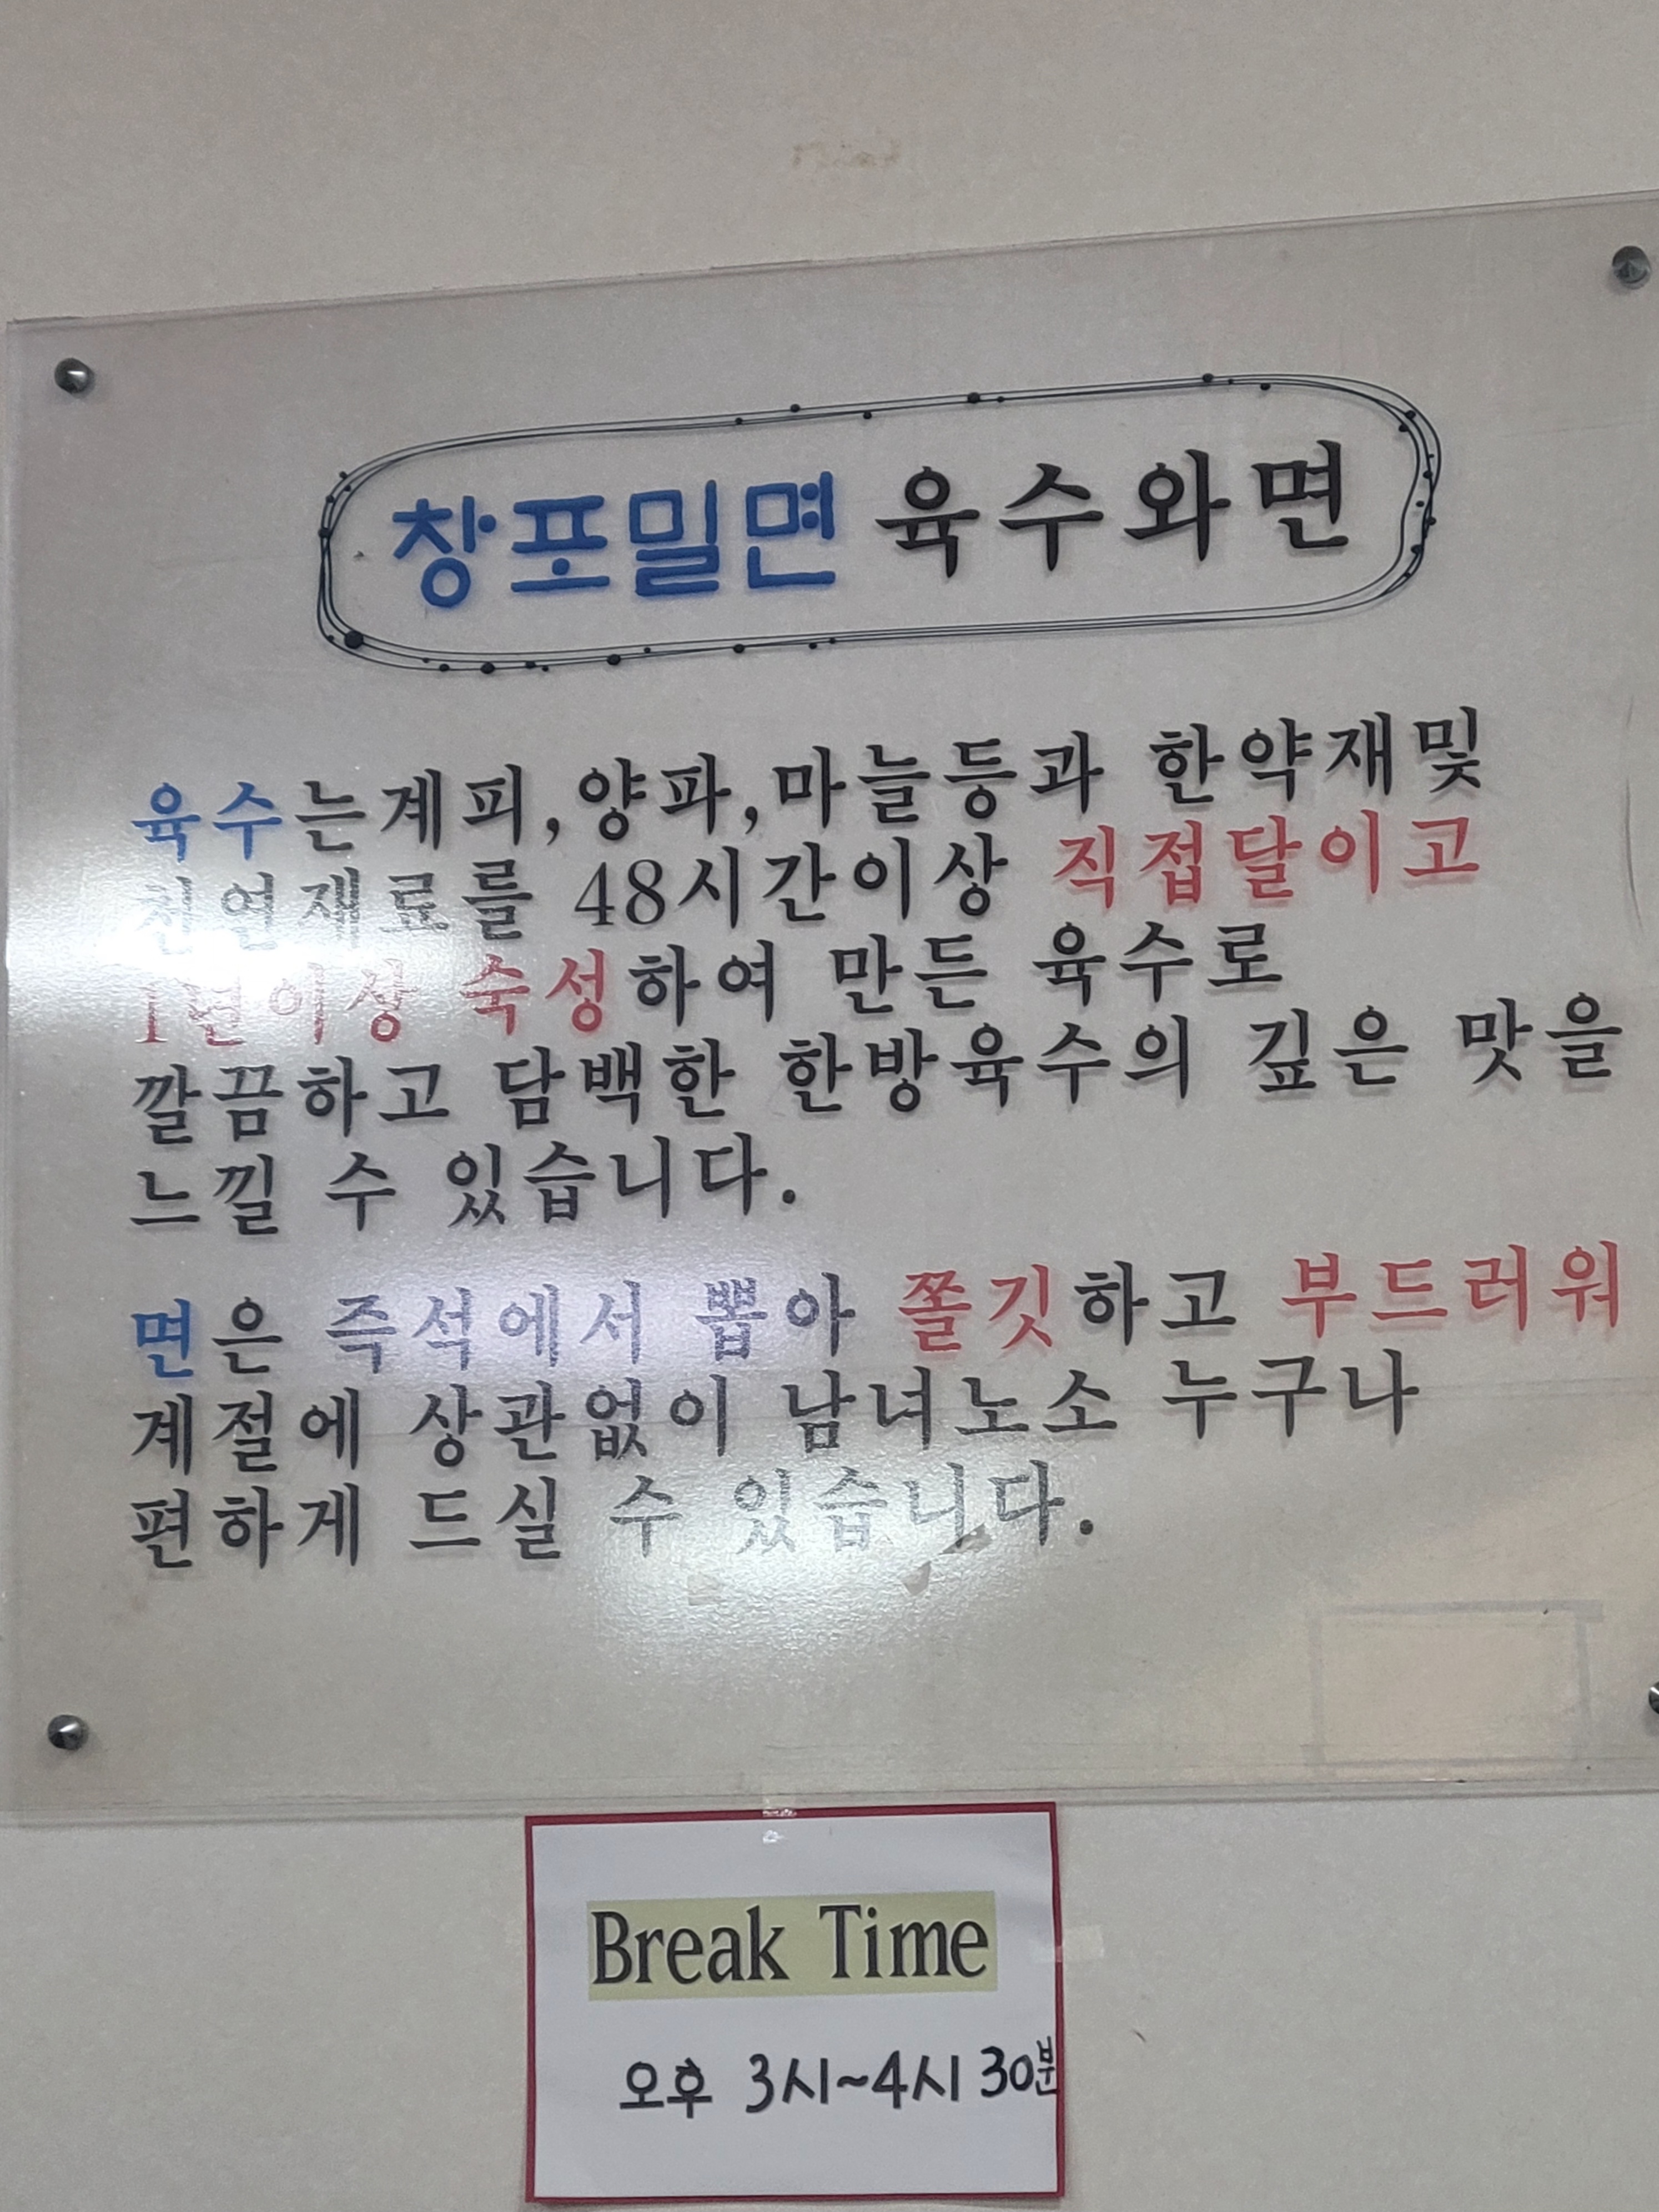 창포밀면 육수와면
육수는계피,양파,마늘등과 한약재및
천연재료를 48시간이상 직접달이고
1년이상 숙성하여 만든 육수로
깔끔하고 담백한 한방육수의 깊은 맛을
느낄 수 있습니다.
면은 즉석에서 뽑아 쫄깃하고 부드러워
계절에 상관없이 남녀노소 누구나
편하게 드실 수 있습니다.
Break Time
오후 3시~4시 30분